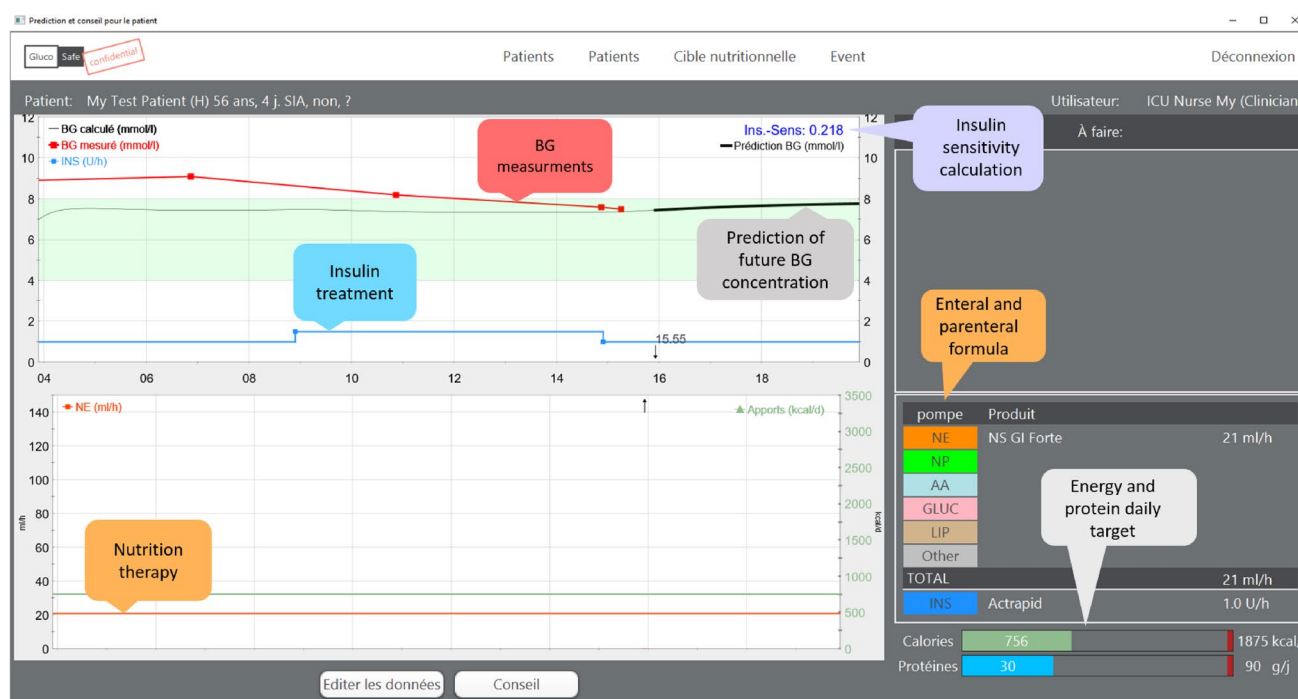 Prediction et conseil pour le patient
Gluco Safe confidential
Patients Patients Cible nutritionnelle Event Déconnexion
Patient: My Test Patient (H) 56 ans, 4 j. SIA, non, ?
Utilisateur: ICU Nurse My (Clinician
12
10
8
6
4
2
0
BG calculé (mmol/l)
BG mesuré (mmol/l)
INS (U/h)
BG
measurments
Ins.-Sens: 0.218
Prédiction BG (mmol/l)
12
10
8
6
4
2
0
Insulin
sensitivity
calculation
À faire:
Insulin
treatment
Prediction of
future BG
concentration
15.55
04 06 08 10 12 14 16 18
Enteral and
parenteral
formula
NE (ml/h)
Apports (kcal/d)
140
120
100
80
60
40
20
0
ml/h
3500
3000
2500
2000
1500
1000
500
0
kcal/d
Nutrition
therapy
pompe Produit
NE NS GI Forte 21 ml/h
NP
AA
GLUC
LIP
Other
Energy and
protein daily
target
TOTAL 21 ml/h
INS Actrapid 1.0 U/h
Calories 756 1875 kcal/
Protéines 30 90 g/j
Editer les données Conseil